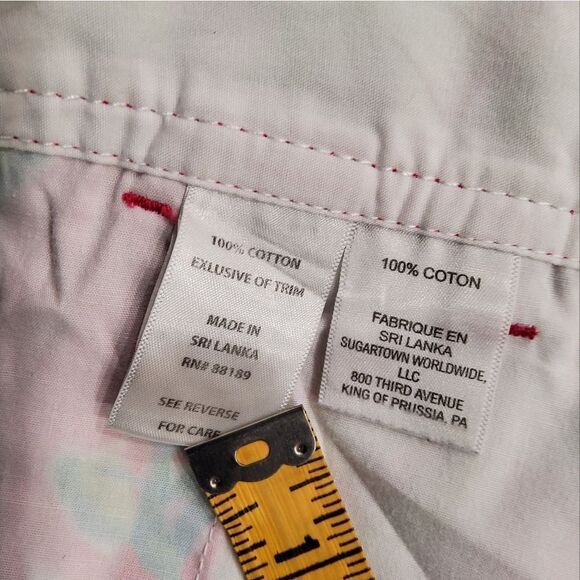 100% COTTON
EXLUSIVE OF TRIM
MADE IN
SRI LANKA
RN# 88189
SEE REVERSE
FOR CARE
100% COTON
FABRIQUE EN
SRI LANKA
SUGARTOWN WORLDWIDE,
LLC
800 THIRD AVENUE
KING OF PRUSSIA, PA
1